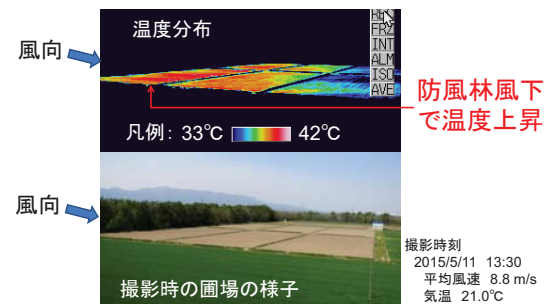 温度分布
REC
FRZ
INT
ALM
ISO
AVE
風向
防風林風下
で温度上昇
凡例: 33℃ 42℃
風向
撮影時の圃場の様子
撮影時刻
2015/5/11 13:30
平均風速 8.8 m/s
気温 21.0℃